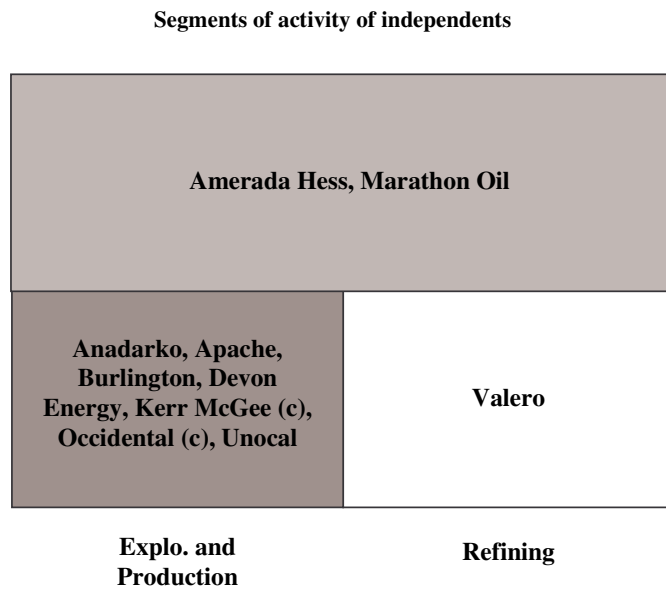 Segments of activity of independents
Amerada Hess, Marathon Oil
Anadarko, Apache,
Burlington, Devon
Energy, Kerr McGee (c),
Occidental (c), Unocal
Valero
Explo. and
Production
Refining